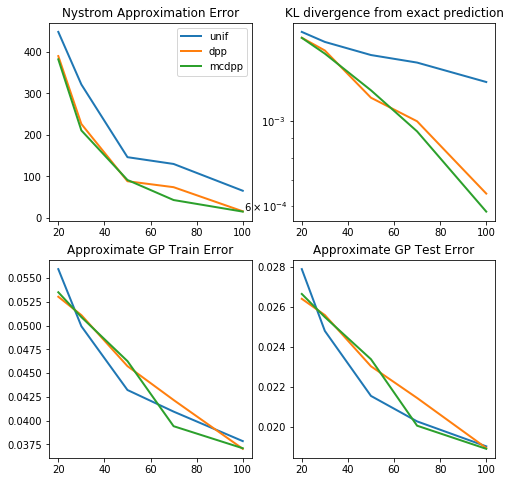 Nystrom Approximation Error
KL divergence from exact prediction
unif
dpp
mcdpp
400
300
200
100
0
20 40 60 80 100
10⁻³
6 × 10⁻⁴
20 40 60 80 100
Approximate GP Train Error
Approximate GP Test Error
0.0550
0.0525
0.0500
0.0475
0.0450
0.0425
0.0400
0.0375
20 40 60 80 100
0.028
0.026
0.024
0.022
0.020
20 40 60 80 100